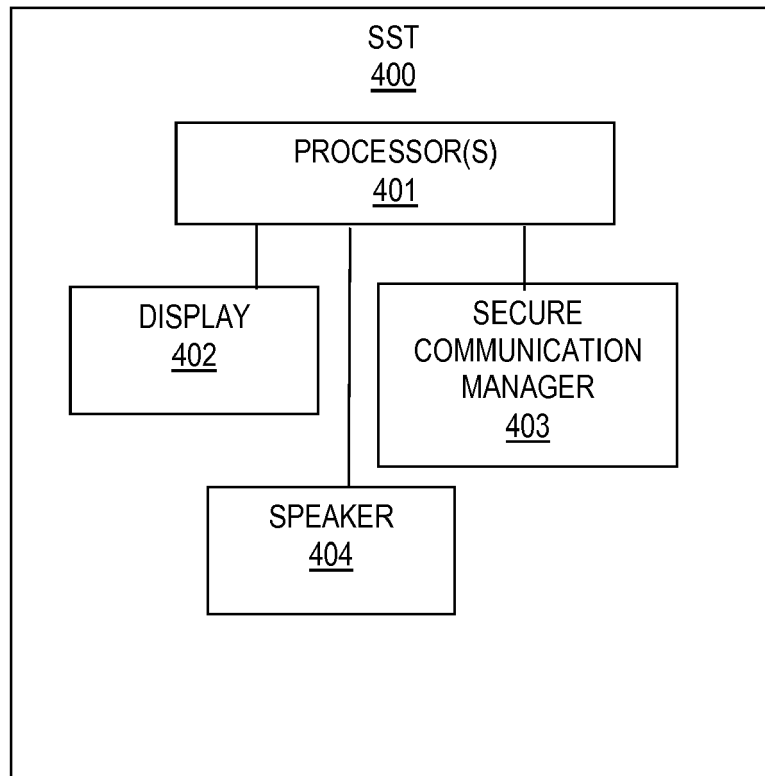 SST
400
PROCESSOR(S)
401
DISPLAY
402
SECURE
COMMUNICATION
MANAGER
403
SPEAKER
404